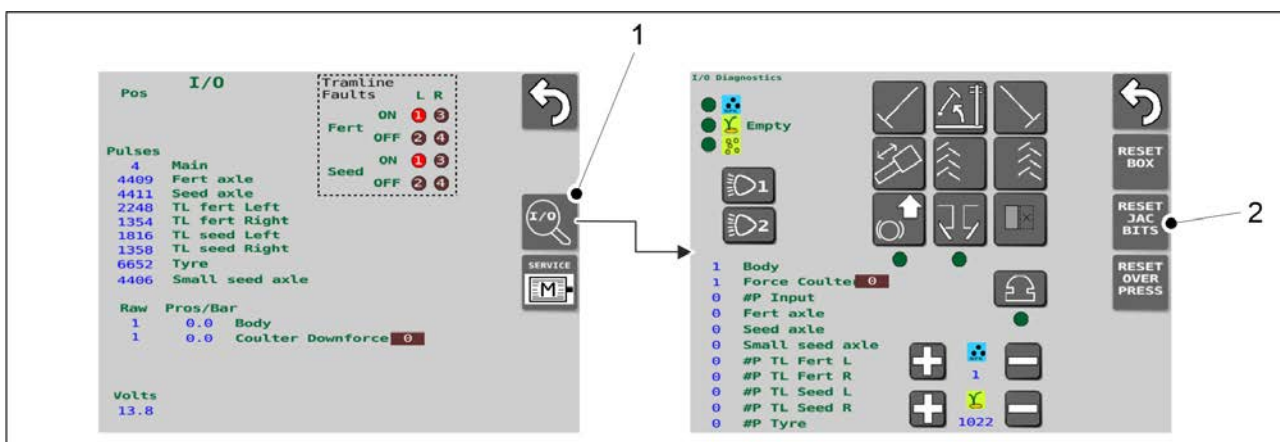 1
I/O
Pos
Tramline
Faults L R
Fert ON 1 3
OFF 2 4
Seed ON 1 3
OFF 2 4
Pulses
4 Main
4409 Fert axle
4411 Seed axle
2248 TL fert Left
1354 TL fert Right
1816 TL seed Left
1358 TL seed Right
6652 Tyre
4406 Small seed axle
Raw Pros/Bar
1 0.0 Body
1 0.0 Coulter Downforce 0
Volts
13.8
I/O
SERVICE
M
I/O Diagnostics
Empty
1
2
1 Body
1 Force Coulte 0
0 #P Input
0 Fert axle
0 Seed axle
0 Small seed axle
0 #P TL Fert L
0 #P TL Fert R
0 #P TL Seed L
0 #P TL Seed R
0 #P Tyre
1
1022
RESET
BOX
RESET
JAC
BITS
RESET
OVER
PRESS
2